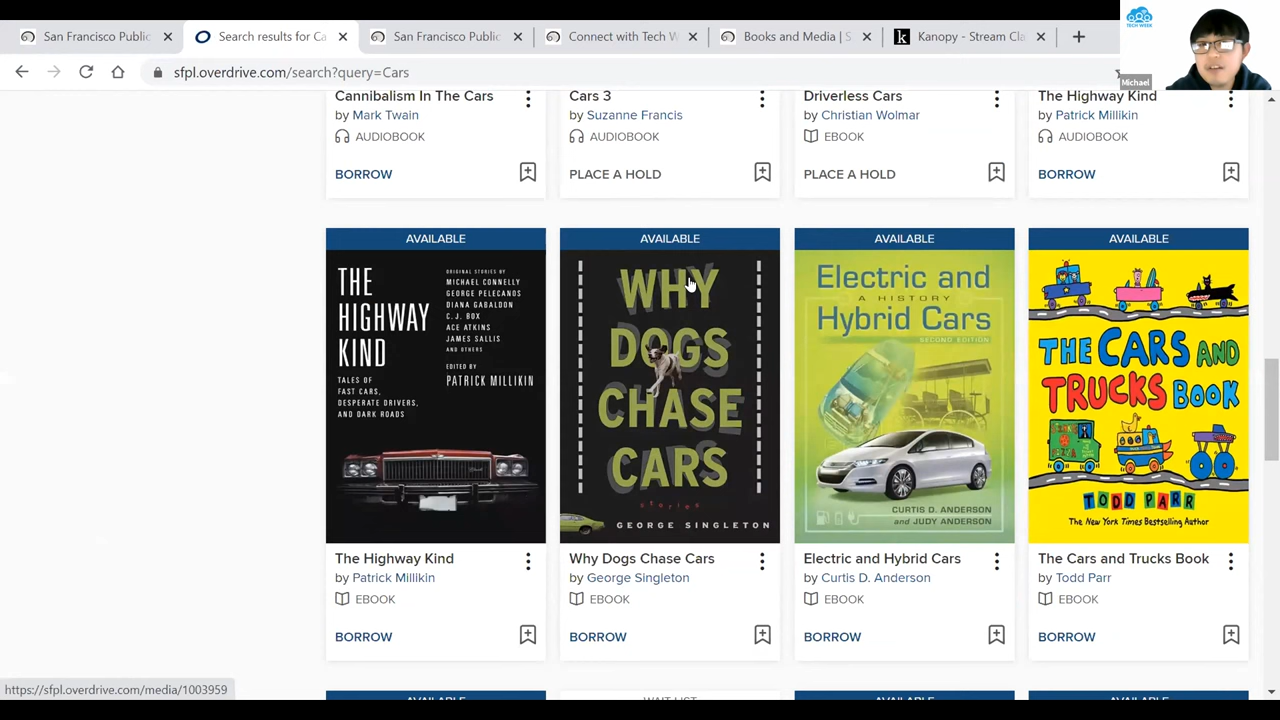 San Francisco Public
Search results for Ca
San Francisco Public
Connect with Tech W
Books and Media | S
Kanopy - Stream Cla
TECH WEEK
Michael
sfpl.overdrive.com/search?query=Cars
Cannibalism In The Cars
by Mark Twain
AUDIOBOOK
BORROW
Cars 3
by Suzanne Francis
AUDIOBOOK
PLACE A HOLD
Driverless Cars
by Christian Wolmar
EBOOK
PLACE A HOLD
The Highway Kind
by Patrick Millikin
AUDIOBOOK
BORROW
AVAILABLE
THE
HIGHWAY
KIND
TALES OF
FAST CARS,
DESPERATE DRIVERS,
AND DARK ROADS
ORIGINAL STORIES BY
MICHAEL CONNELLY
GEORGE PELECANOS
DIANA GABALDON
C.J. BOX
ACE ATKINS
JAMES SALLIS
AND OTHERS
EDITED BY
PATRICK MILLIKIN
The Highway Kind
by Patrick Millikin
EBOOK
BORROW
AVAILABLE
WHY
DOGS
CHASE
CARS
stories
GEORGE SINGLETON
Why Dogs Chase Cars
by George Singleton
EBOOK
BORROW
AVAILABLE
Electric and
A HISTORY
Hybrid Cars
SECOND EDITION
CURTIS D. ANDERSON
and JUDY ANDERSON
Electric and Hybrid Cars
by Curtis D. Anderson
EBOOK
BORROW
AVAILABLE
THE CARS AND
TRUCKS BOOK
TODD PARR
The New York Times Bestselling Author
The Cars and Trucks Book
by Todd Parr
EBOOK
BORROW
https://sfpl.overdrive.com/media/1003959
AVAILABLE
WAIT LIST
AVAILABLE
AVAILABLE